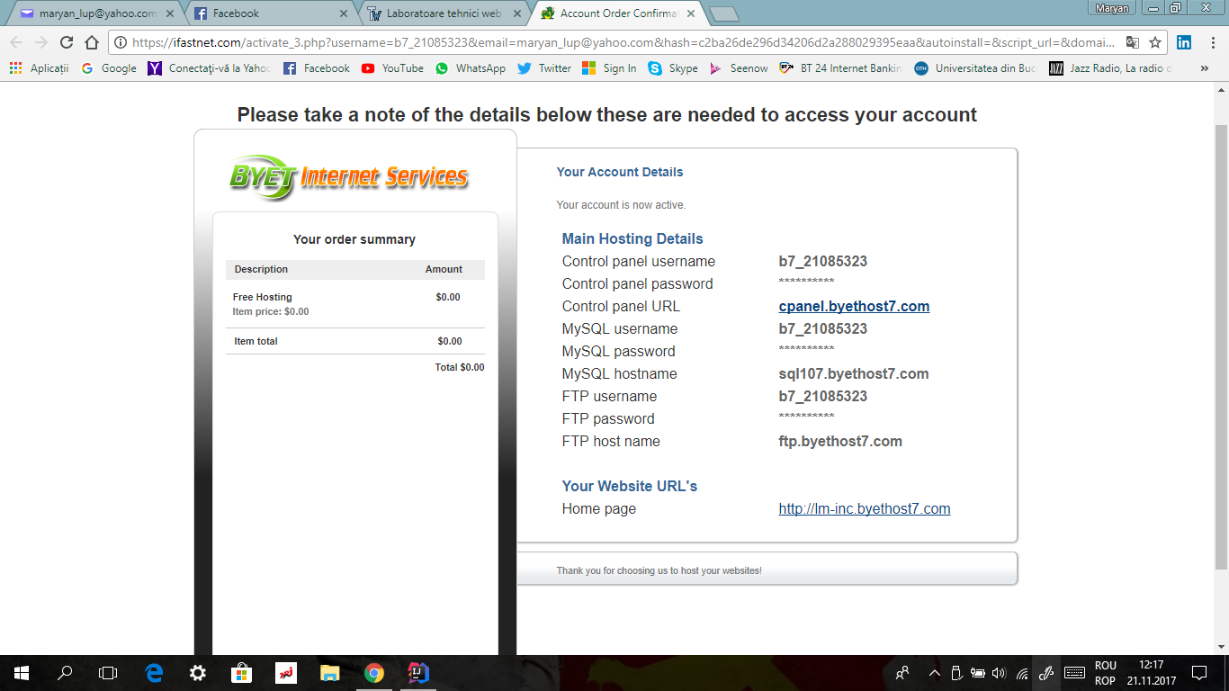 maryan_lup@yahoo.com
Facebook
Laboratoare tehnici web
Account Order Confirma
Maryan
https://ifastnet.com/activate_3.php?username=b7_21085323&email=maryan_lup@yahoo.com&hash=c2ba26de296d34206d2a288029395eaa&autoinstall=&script_url=&domai...
Aplicații
Google
Conectaţi-vă la Yahoo
Facebook
YouTube
WhatsApp
Twitter
Sign In
Skype
Seenow
BT 24 Internet Bankin
Universitatea din Buc
Jazz Radio, La radio d
»
Please take a note of the details below these are needed to access your account
BYET Internet Services
Your order summary
Description Amount
Free Hosting $0.00
Item price: $0.00
Item total $0.00
Total $0.00
Your Account Details
Your account is now active.
Main Hosting Details
Control panel username b7_21085323
Control panel password **********
Control panel URL cpanel.byethost7.com
MySQL username b7_21085323
MySQL password **********
MySQL hostname sql107.byethost7.com
FTP username b7_21085323
FTP password **********
FTP host name ftp.byethost7.com
Your Website URL's
Home page http://lm-inc.byethost7.com
Thank you for choosing us to host your websites!
ROU 12:17
ROP 21.11.2017